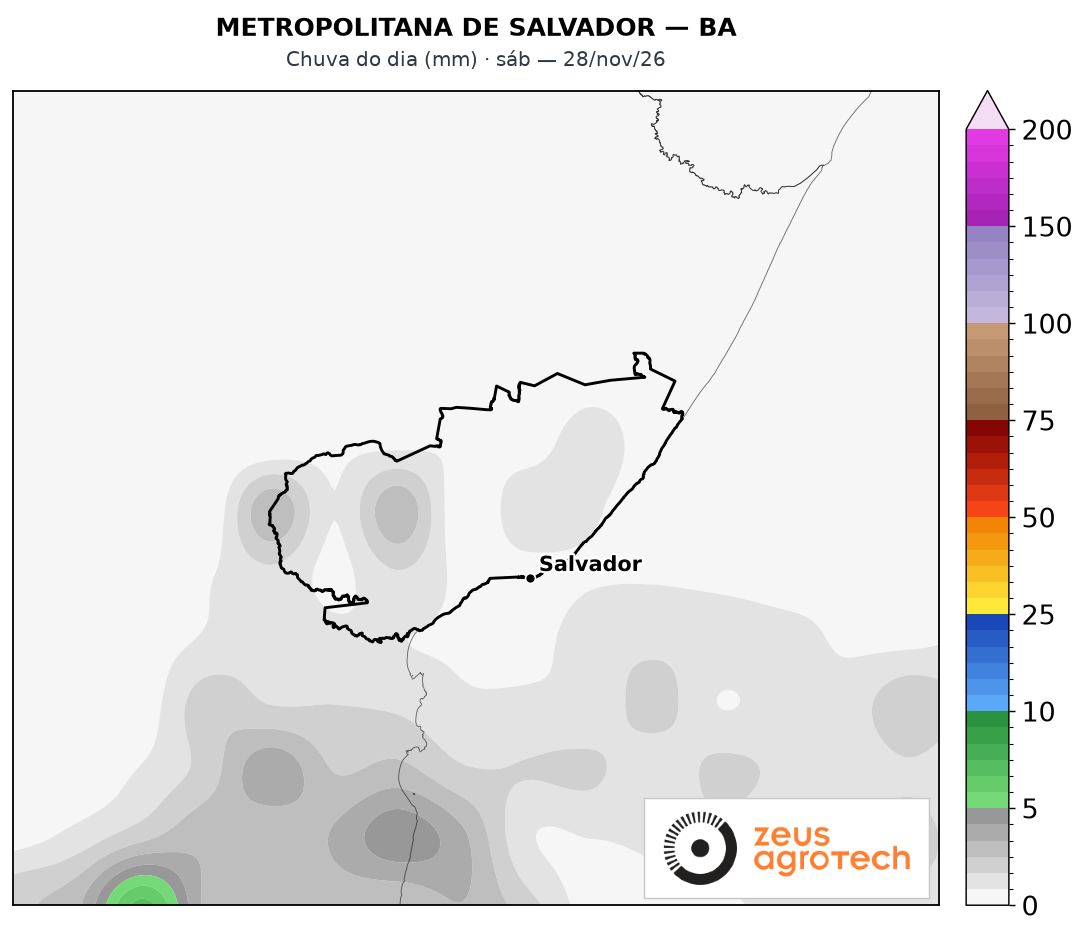 METROPOLITANA DE SALVADOR — BA
Chuva do dia (mm) · sáb — 28/nov/26
200
150
100
75
50
25
10
5
0
Salvador
zeus
agrotech